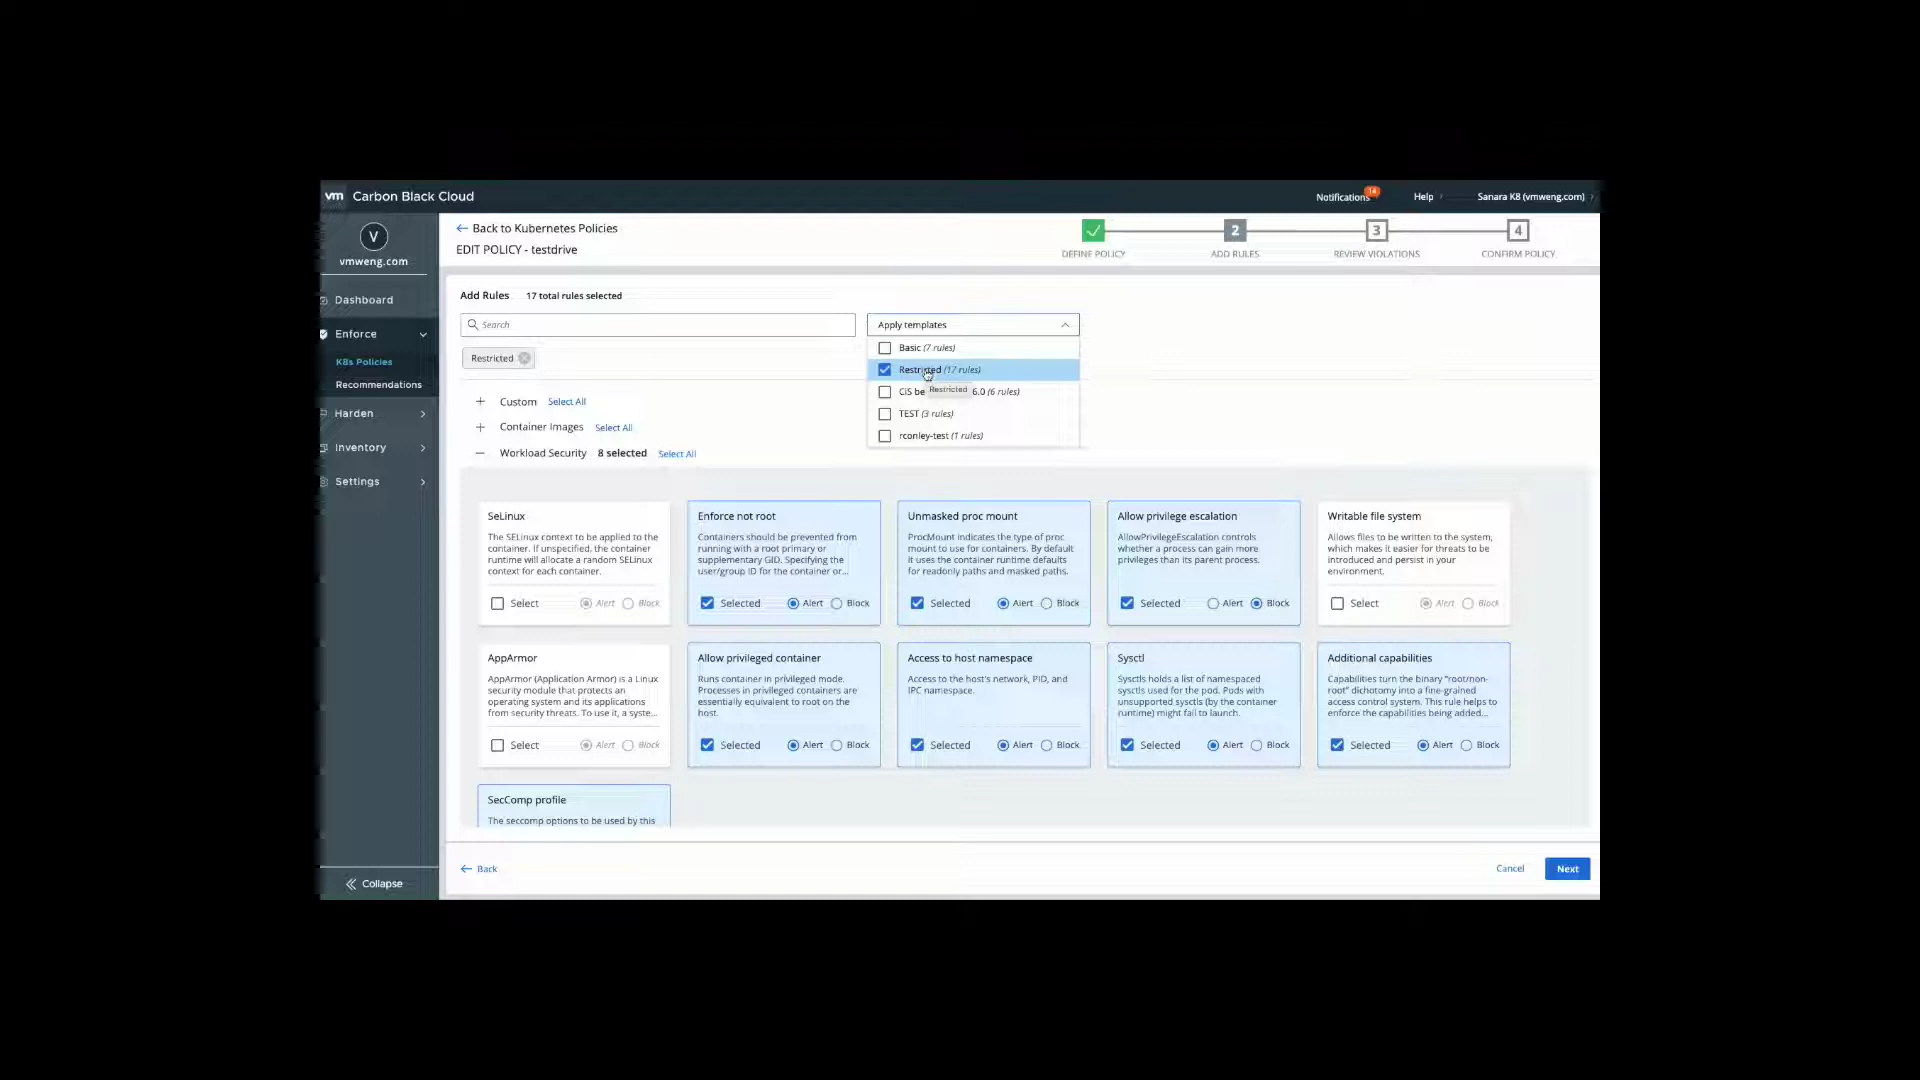 vm Carbon Black Cloud
Notifications 14 Help Sanara K8 (vmweng.com)
V
vmweng.com
Dashboard
Enforce
K8s Policies
Recommendations
Harden
Inventory
Settings
Collapse
Back to Kubernetes Policies
EDIT POLICY - testdrive
2 3 4
DEFINE POLICY ADD RULES REVIEW VIOLATIONS CONFIRM POLICY
Add Rules 17 total rules selected
Search
Apply templates
Restricted
Basic (7 rules)
Restricted (17 rules)
CiS be 6.0 (6 rules)
Restricted
TEST (3 rules)
rconley-test (1 rules)
Custom Select All
Container Images Select All
Workload Security 8 selected Select All
SeLinux
The SELinux context to be applied to the
container. If unspecified, the container
runtime will allocate a random SELinux
context for each container.
Select Alert Block
Enforce not root
Containers should be prevented from
running with a root primary or
supplementary GID. Specifying the
user/group ID for the container or...
Selected Alert Block
Unmasked proc mount
ProcMount indicates the type of proc
mount to use for containers. By default
it uses the container runtime defaults
for readonly paths and masked paths.
Selected Alert Block
Allow privilege escalation
AllowPrivilegeEscalation controls
whether a process can gain more
privileges than its parent process.
Selected Alert Block
Writable file system
Allows files to be written to the system,
which makes it easier for threats to be
introduced and persist in your
environment.
Select Alert Block
AppArmor
AppArmor (Application Armor) is a Linux
security module that protects an
operating system and its applications
from security threats. To use it, a syste...
Select Alert Block
Allow privileged container
Runs container in privileged mode.
Processes in privileged containers are
essentially equivalent to root on the
host.
Selected Alert Block
Access to host namespace
Access to the host's network, PID, and
IPC namespace.
Selected Alert Block
Sysctl
Sysctls holds a list of namespaced
sysctls used for the pod. Pods with
unsupported sysctls (by the container
runtime) might fail to launch.
Selected Alert Block
Additional capabilities
Capabilities turn the binary "root/non-
root" dichotomy into a fine-grained
access control system. This rule helps to
enforce the capabilities being added...
Selected Alert Block
SecComp profile
The seccomp options to be used by this
Back
Cancel Next